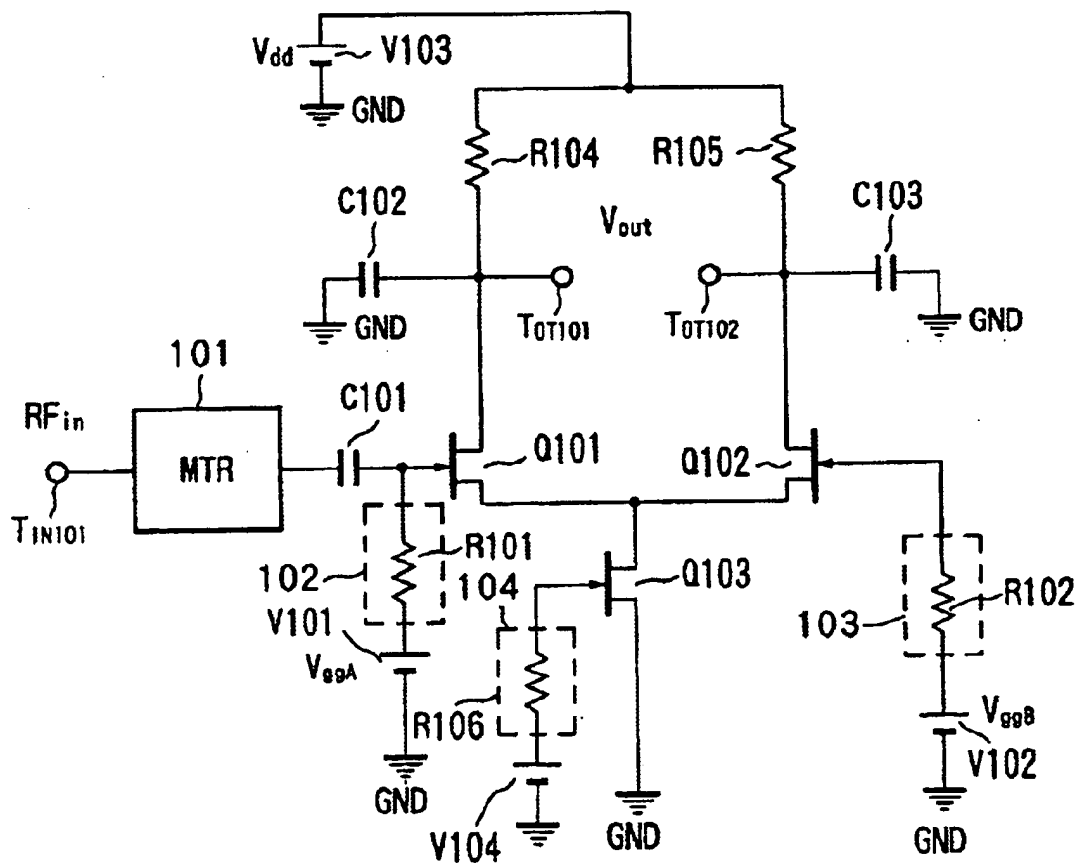 Vdd V103
GND
R104 R105
C102 C103
Vout
GND TOT101 TOT102 GND
101
RFin C101
MTR Q101 Q102
TIN101
102 R101 104 Q103
103 R102
V101
VggA
R106 VggB
V102
GND
V104 GND GND